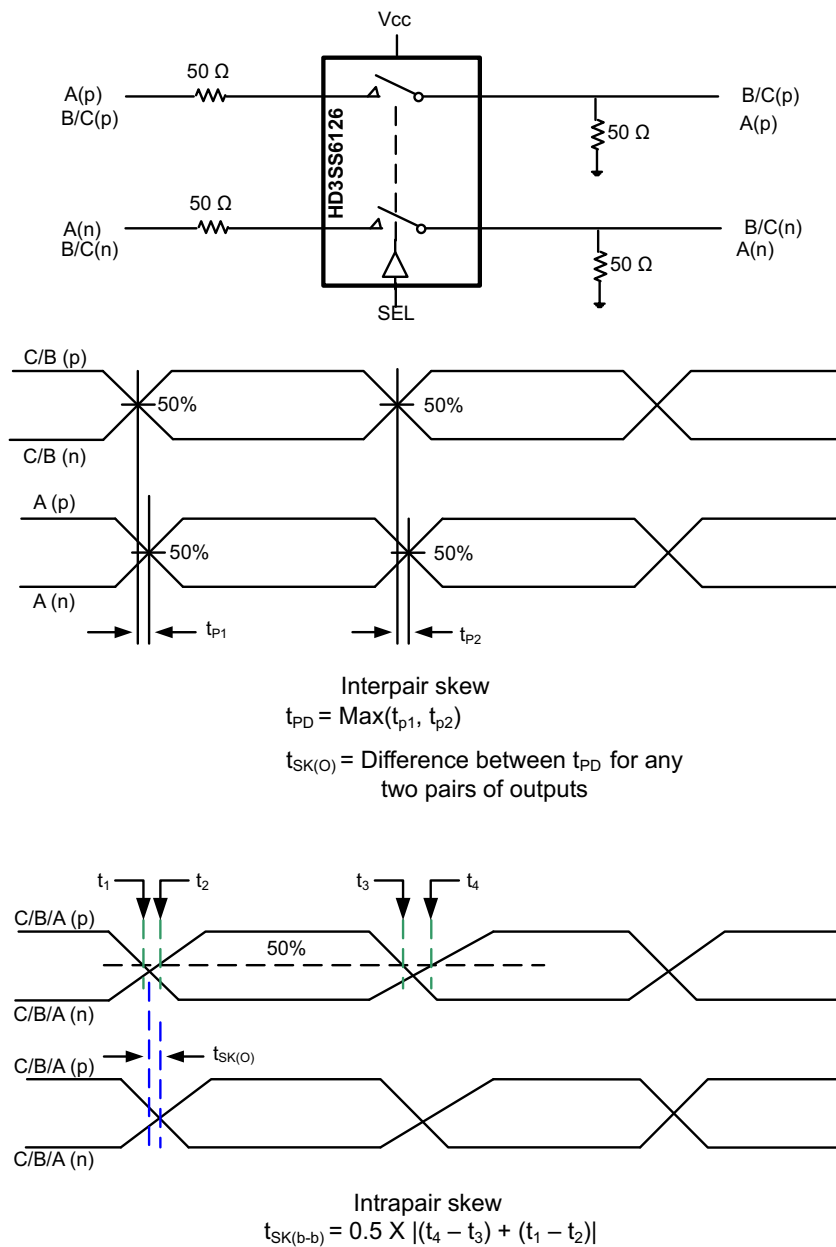 Vcc
50 Ω
A(p)
B/C(p)
B/C(p)
A(p)
50 Ω
HD3SS6126
50 Ω
A(n)
B/C(n)
B/C(n)
A(n)
50 Ω
SEL
C/B (p)
50%
50%
C/B (n)
A (p)
50%
50%
A (n)
tP1
tP2
Interpair skew
tPD = Max(tp1, tp2)
tSK(O) = Difference between tPD for any
two pairs of outputs
t1
t2
t3
t4
C/B/A (p)
50%
C/B/A (n)
C/B/A (p)
tSK(O)
C/B/A (n)
Intrapair skew
tSK(b-b) = 0.5 X |(t4 – t3) + (t1 – t2)|